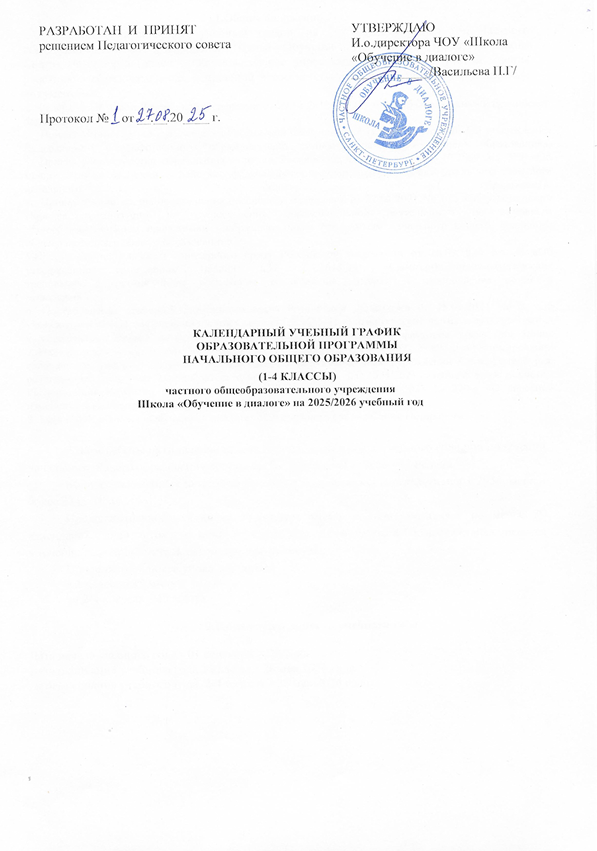 РАЗРАБОТАН И ПРИНЯТ
решением Педагогического совета
Протокол № 1 от 27.08.20 25 г.
УТВЕРЖДАЮ
И.о.директора ЧОУ «Школа
«Обучение в диалоге»
/Васильева П.Г/
ЧАСТНОЕ ОБЩЕОБРАЗОВАТЕЛЬНОЕ УЧРЕЖДЕНИЕ
САНКТ-ПЕТЕРБУРГ
ШКОЛА
ОБУЧЕНИЕ В ДИАЛОГЕ
КАЛЕНДАРНЫЙ УЧЕБНЫЙ ГРАФИК
ОБРАЗОВАТЕЛЬНОЙ ПРОГРАММЫ
НАЧАЛЬНОГО ОБЩЕГО ОБРАЗОВАНИЯ
(1-4 КЛАССЫ)
частного общеобразовательного учреждения
Школа «Обучение в диалоге» на 2025/2026 учебный год